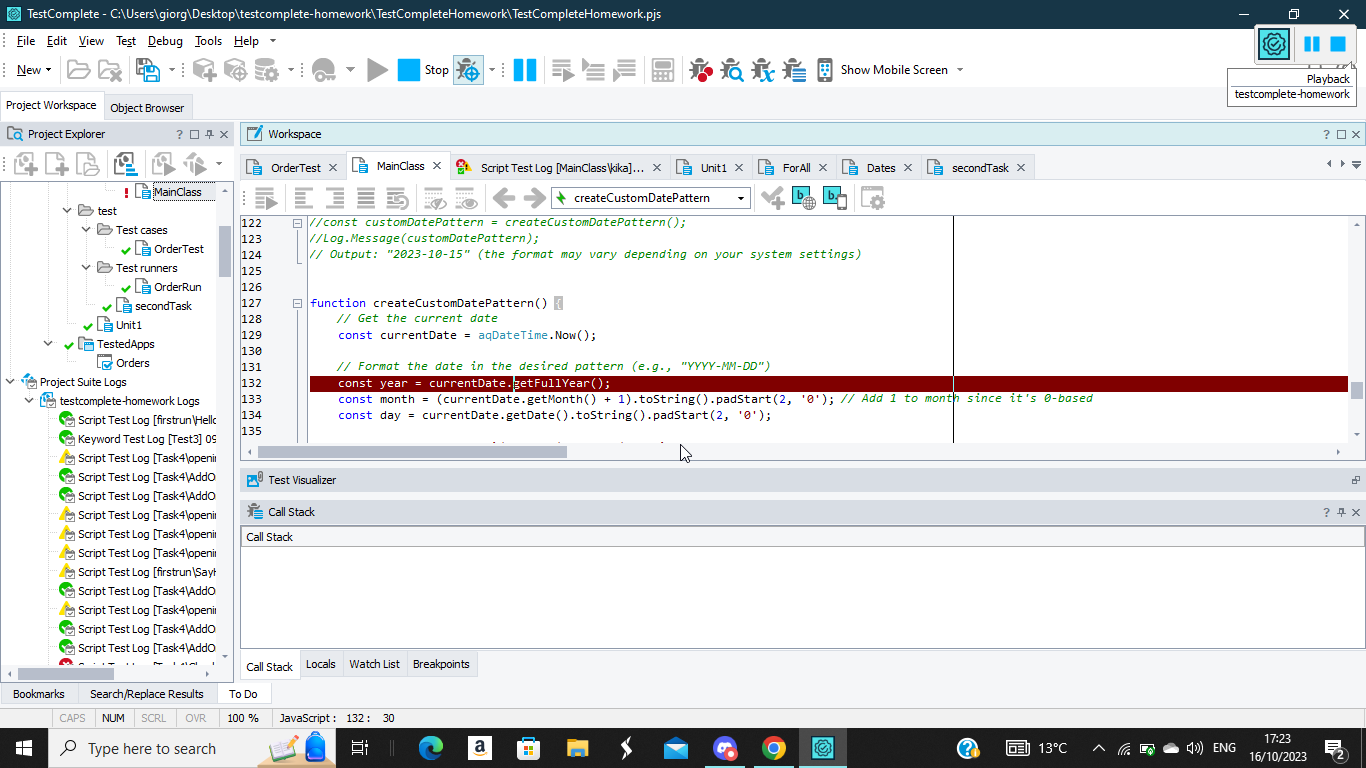 TestComplete - C:\Users\giorg\Desktop\testcomplete-homework\TestCompleteHomework\TestCompleteHomework.pjs
File Edit View Test Debug Tools Help
New Stop Show Mobile Screen
Playback
testcomplete-homework
Project Workspace Object Browser
Project Explorer
Workspace
OrderTest MainClass Script Test Log [MainClass\kika]... Unit1 ForAll Dates secondTask
createCustomDatePattern
MainClass
test
Test cases
OrderTest
Test runners
OrderRun
secondTask
Unit1
TestedApps
Orders
Project Suite Logs
testcomplete-homework Logs
Script Test Log [firstrun\Hello
Keyword Test Log [Test3] 09
Script Test Log [Task4\openi
Script Test Log [Task4\AddO
Script Test Log [Task4\AddO
Script Test Log [Task4\openi
Script Test Log [Task4\openi
Script Test Log [Task4\openi
Script Test Log [firstrun\SayH
Script Test Log [Task4\AddO
Script Test Log [Task4\openi
Script Test Log [Task4\AddO
Script Test Log [Task4\AddO
122 //const customDatePattern = createCustomDatePattern();
123 //Log.Message(customDatePattern);
124 // Output: "2023-10-15" (the format may vary depending on your system settings)
125
126
127 function createCustomDatePattern() {
128 // Get the current date
129 const currentDate = aqDateTime.Now();
130
131 // Format the date in the desired pattern (e.g., "YYYY-MM-DD")
132 const year = currentDate.getFullYear();
133 const month = (currentDate.getMonth() + 1).toString().padStart(2, '0'); // Add 1 to month since it's 0-based
134 const day = currentDate.getDate().toString().padStart(2, '0');
135
Test Visualizer
Call Stack
Call Stack
Call Stack Locals Watch List Breakpoints
Bookmarks Search/Replace Results To Do
CAPS NUM SCRL OVR 100 % JavaScript : 132 : 30
Type here to search
13°C ENG
17:23
16/10/2023
2